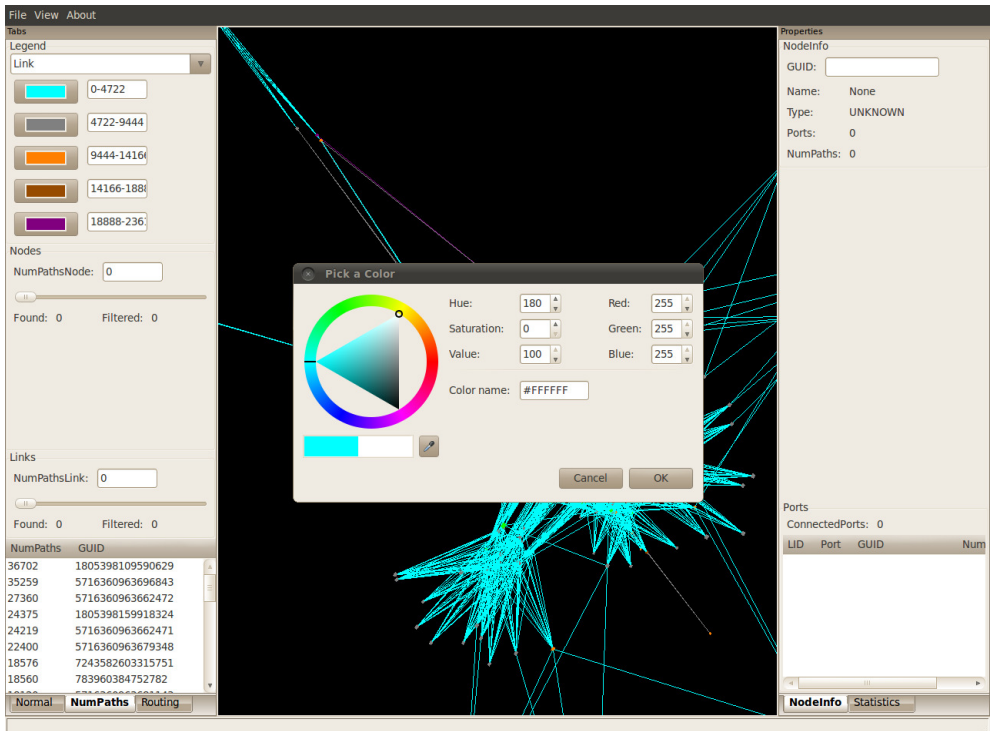 File View About
Tabs
Legend
Link
0-4722
4722-9444
9444-1416
14166-188
18888-236
Nodes
NumPathsNode: 0
Found: 0 Filtered: 0
Links
NumPathsLink: 0
Found: 0 Filtered: 0
NumPaths GUID
36702 1805398109590629
35259 5716360963696843
27360 5716360963662472
24375 1805398159918324
24219 5716360963662471
22400 5716360963679348
18576 7243582603315751
18560 783960384752782
Normal NumPaths Routing
Pick a Color
Hue: 180 Red: 255
Saturation: 0 Green: 255
Value: 100 Blue: 255
Color name: #FFFFFF
Cancel OK
Properties
NodeInfo
GUID:
Name: None
Type: UNKNOWN
Ports: 0
NumPaths: 0
Ports
ConnectedPorts: 0
LID Port GUID Num
NodeInfo Statistics